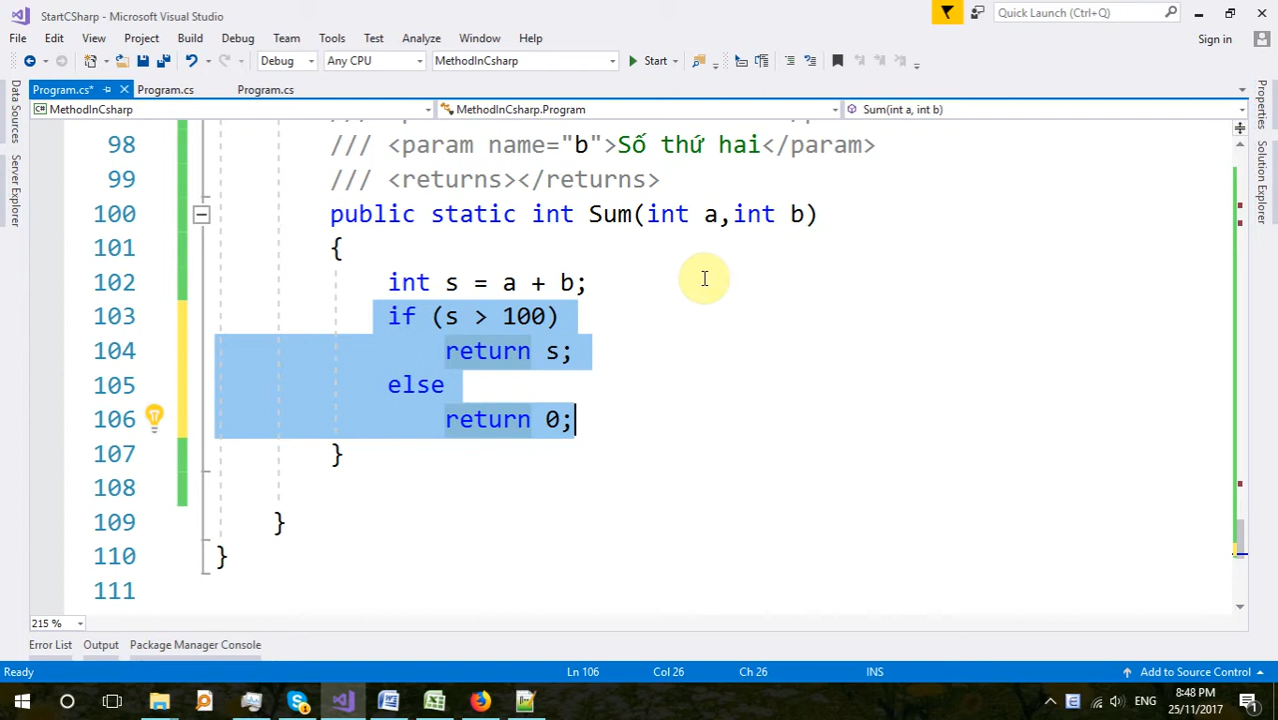 StartCSharp - Microsoft Visual Studio
Quick Launch (Ctrl+Q)
File Edit View Project Build Debug Team Tools Test Analyze Window Help
Sign in
Debug Any CPU MethodInCsharp Start
Program.cs* Program.cs Program.cs
MethodInCsharp MethodInCsharp.Program Sum(int a, int b)
Data Sources
Server Explorer
Properties
Solution Explorer
98 /// <param name="b">Số thứ hai</param>
99 /// <returns></returns>
100 public static int Sum(int a,int b)
101 {
102 int s = a + b;
103 if (s > 100)
104 return s;
105 else
106 return 0;
107 }
108
109 }
110 }
111
215 %
Error List Output Package Manager Console
Ready Ln 106 Col 26 Ch 26 INS Add to Source Control
ENG 8:48 PM
25/11/2017